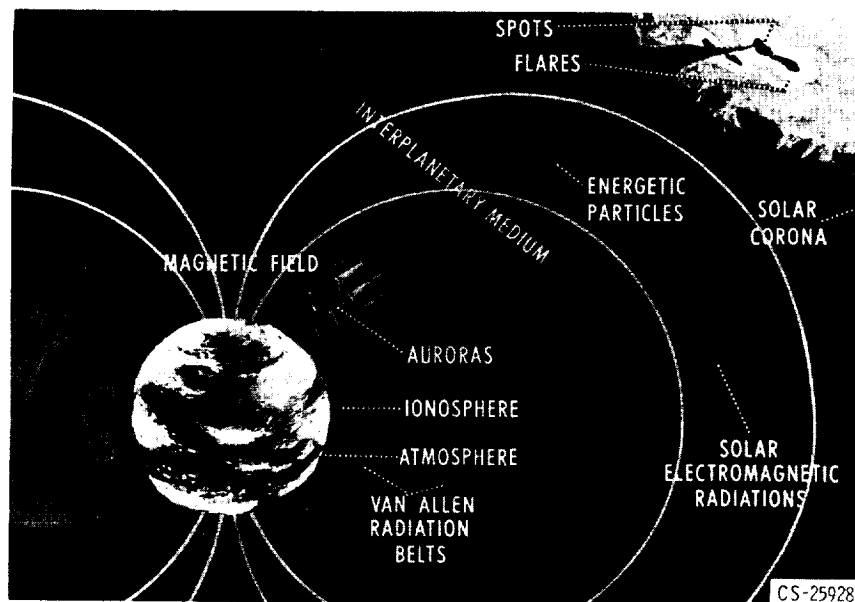 SPOTS
FLARES
INTERPLANETARY MEDIUM
ENERGETIC
PARTICLES
SOLAR
CORONA
MAGNETIC FIELD
AURORAS
IONOSPHERE
ATMOSPHERE
SOLAR
ELECTROMAGNETIC
RADIATIONS
VAN ALLEN
RADIATION
BELTS
CS-25928